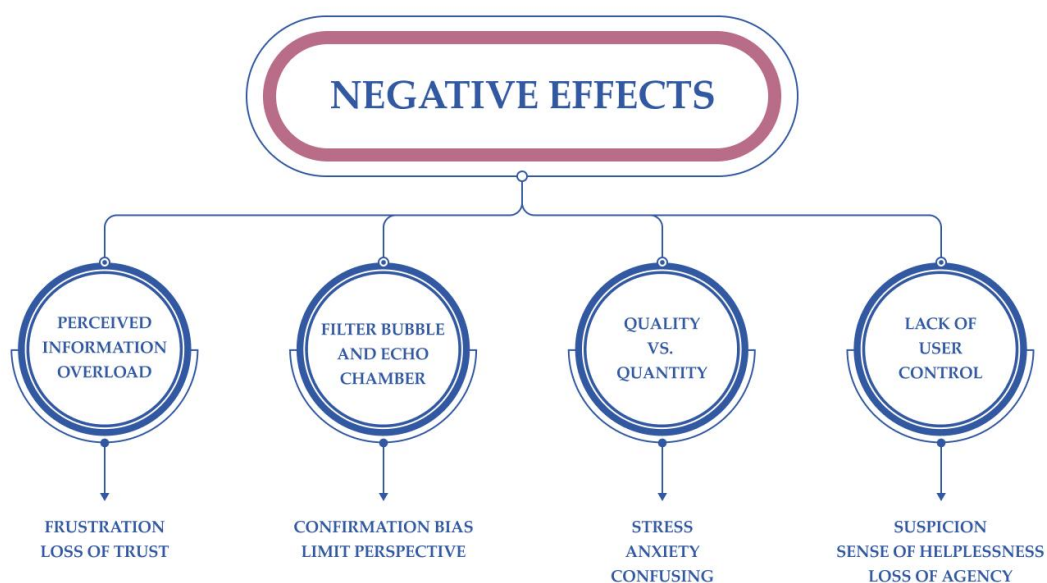 NEGATIVE EFFECTS
PERCEIVED
INFORMATION
OVERLOAD
FILTER BUBBLE
AND ECHO
CHAMBER
QUALITY
VS.
QUANTITY
LACK OF
USER
CONTROL
FRUSTRATION
LOSS OF TRUST
CONFIRMATION BIAS
LIMIT PERSPECTIVE
STRESS
ANXIETY
CONFUSING
SUSPICION
SENSE OF HELPLESSNESS
LOSS OF AGENCY